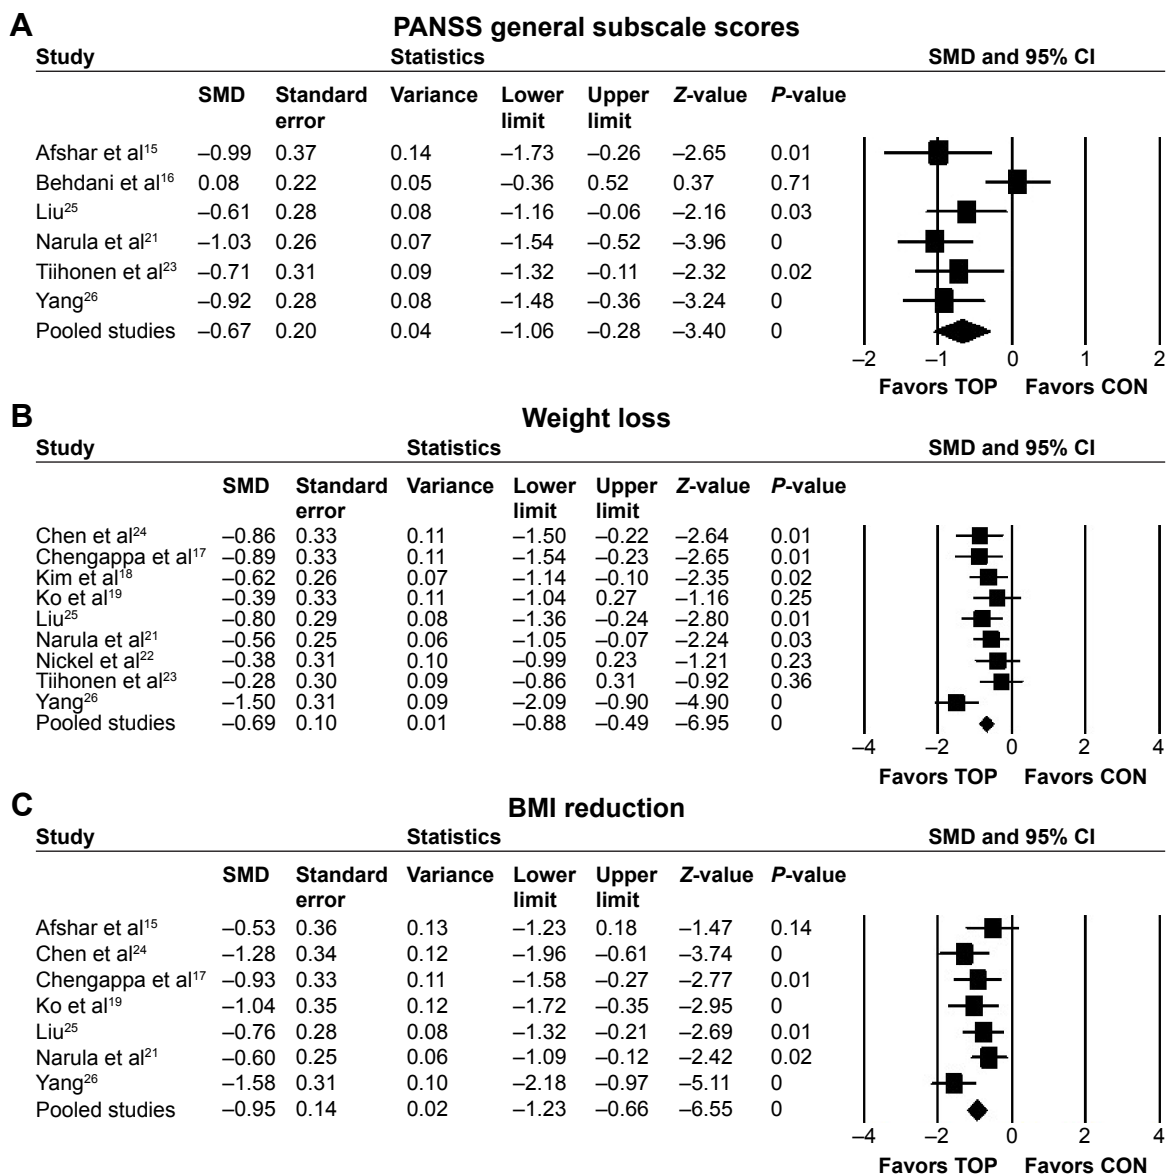 A PANSS general subscale scores
Study Statistics SMD and 95% CI
SMD Standard error Variance Lower limit Upper limit Z-value P-value
Afshar et al15 –0.99 0.37 0.14 –1.73 –0.26 –2.65 0.01
Behdani et al16 0.08 0.22 0.05 –0.36 0.52 0.37 0.71
Liu25 –0.61 0.28 0.08 –1.16 –0.06 –2.16 0.03
Narula et al21 –1.03 0.26 0.07 –1.54 –0.52 –3.96 0
Tiihonen et al23 –0.71 0.31 0.09 –1.32 –0.11 –2.32 0.02
Yang26 –0.92 0.28 0.08 –1.48 –0.36 –3.24 0
Pooled studies –0.67 0.20 0.04 –1.06 –0.28 –3.40 0
–2 –1 0 1 2
Favors TOP Favors CON
B Weight loss
Study Statistics SMD and 95% CI
SMD Standard error Variance Lower limit Upper limit Z-value P-value
Chen et al24 –0.86 0.33 0.11 –1.50 –0.22 –2.64 0.01
Chengappa et al17 –0.89 0.33 0.11 –1.54 –0.23 –2.65 0.01
Kim et al18 –0.62 0.26 0.07 –1.14 –0.10 –2.35 0.02
Ko et al19 –0.39 0.33 0.11 –1.04 0.27 –1.16 0.25
Liu25 –0.80 0.29 0.08 –1.36 –0.24 –2.80 0.01
Narula et al21 –0.56 0.25 0.06 –1.05 –0.07 –2.24 0.03
Nickel et al22 –0.38 0.31 0.10 –0.99 0.23 –1.21 0.23
Tiihonen et al23 –0.28 0.30 0.09 –0.86 0.31 –0.92 0.36
Yang26 –1.50 0.31 0.09 –2.09 –0.90 –4.90 0
Pooled studies –0.69 0.10 0.01 –0.88 –0.49 –6.95 0
–4 –2 0 2 4
Favors TOP Favors CON
C BMI reduction
Study Statistics SMD and 95% CI
SMD Standard error Variance Lower limit Upper limit Z-value P-value
Afshar et al15 –0.53 0.36 0.13 –1.23 0.18 –1.47 0.14
Chen et al24 –1.28 0.34 0.12 –1.96 –0.61 –3.74 0
Chengappa et al17 –0.93 0.33 0.11 –1.58 –0.27 –2.77 0.01
Ko et al19 –1.04 0.35 0.12 –1.72 –0.35 –2.95 0
Liu25 –0.76 0.28 0.08 –1.32 –0.21 –2.69 0.01
Narula et al21 –0.60 0.25 0.06 –1.09 –0.12 –2.42 0.02
Yang26 –1.58 0.31 0.10 –2.18 –0.97 –5.11 0
Pooled studies –0.95 0.14 0.02 –1.23 –0.66 –6.55 0
–4 –2 0 2 4
Favors TOP Favors CON